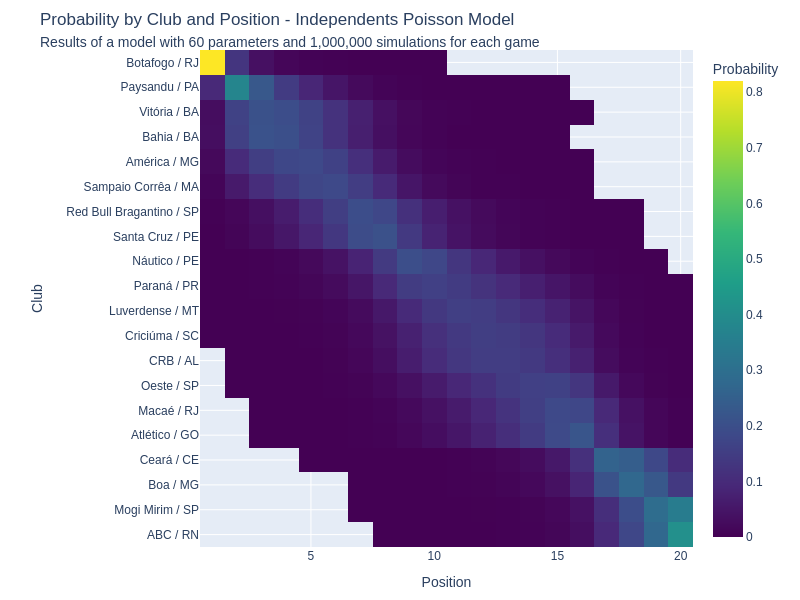 Probability by Club and Position - Independents Poisson Model
Results of a model with 60 parameters and 1,000,000 simulations for each game
Botafogo / RJ
Paysandu / PA
Vitória / BA
Bahia / BA
América / MG
Sampaio Corrêa / MA
Red Bull Bragantino / SP
Santa Cruz / PE
Náutico / PE
Paraná / PR
Luverdense / MT
Criciúma / SC
CRB / AL
Oeste / SP
Macaé / RJ
Atlético / GO
Ceará / CE
Boa / MG
Mogi Mirim / SP
ABC / RN
Club
5
10
15
20
Position
Probability
0.8
0.7
0.6
0.5
0.4
0.3
0.2
0.1
0